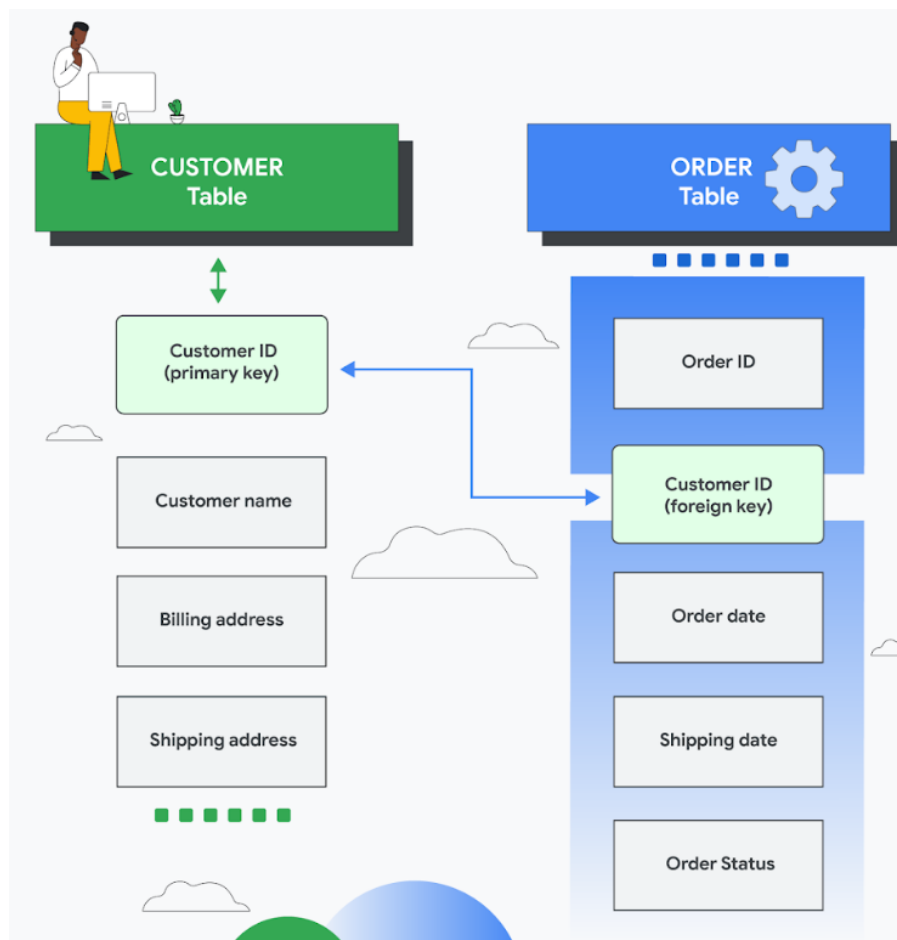 CUSTOMER
Table
Customer ID
(primary key)
Customer name
Billing address
Shipping address
ORDER
Table
Order ID
Customer ID
(foreign key)
Order date
Shipping date
Order Status